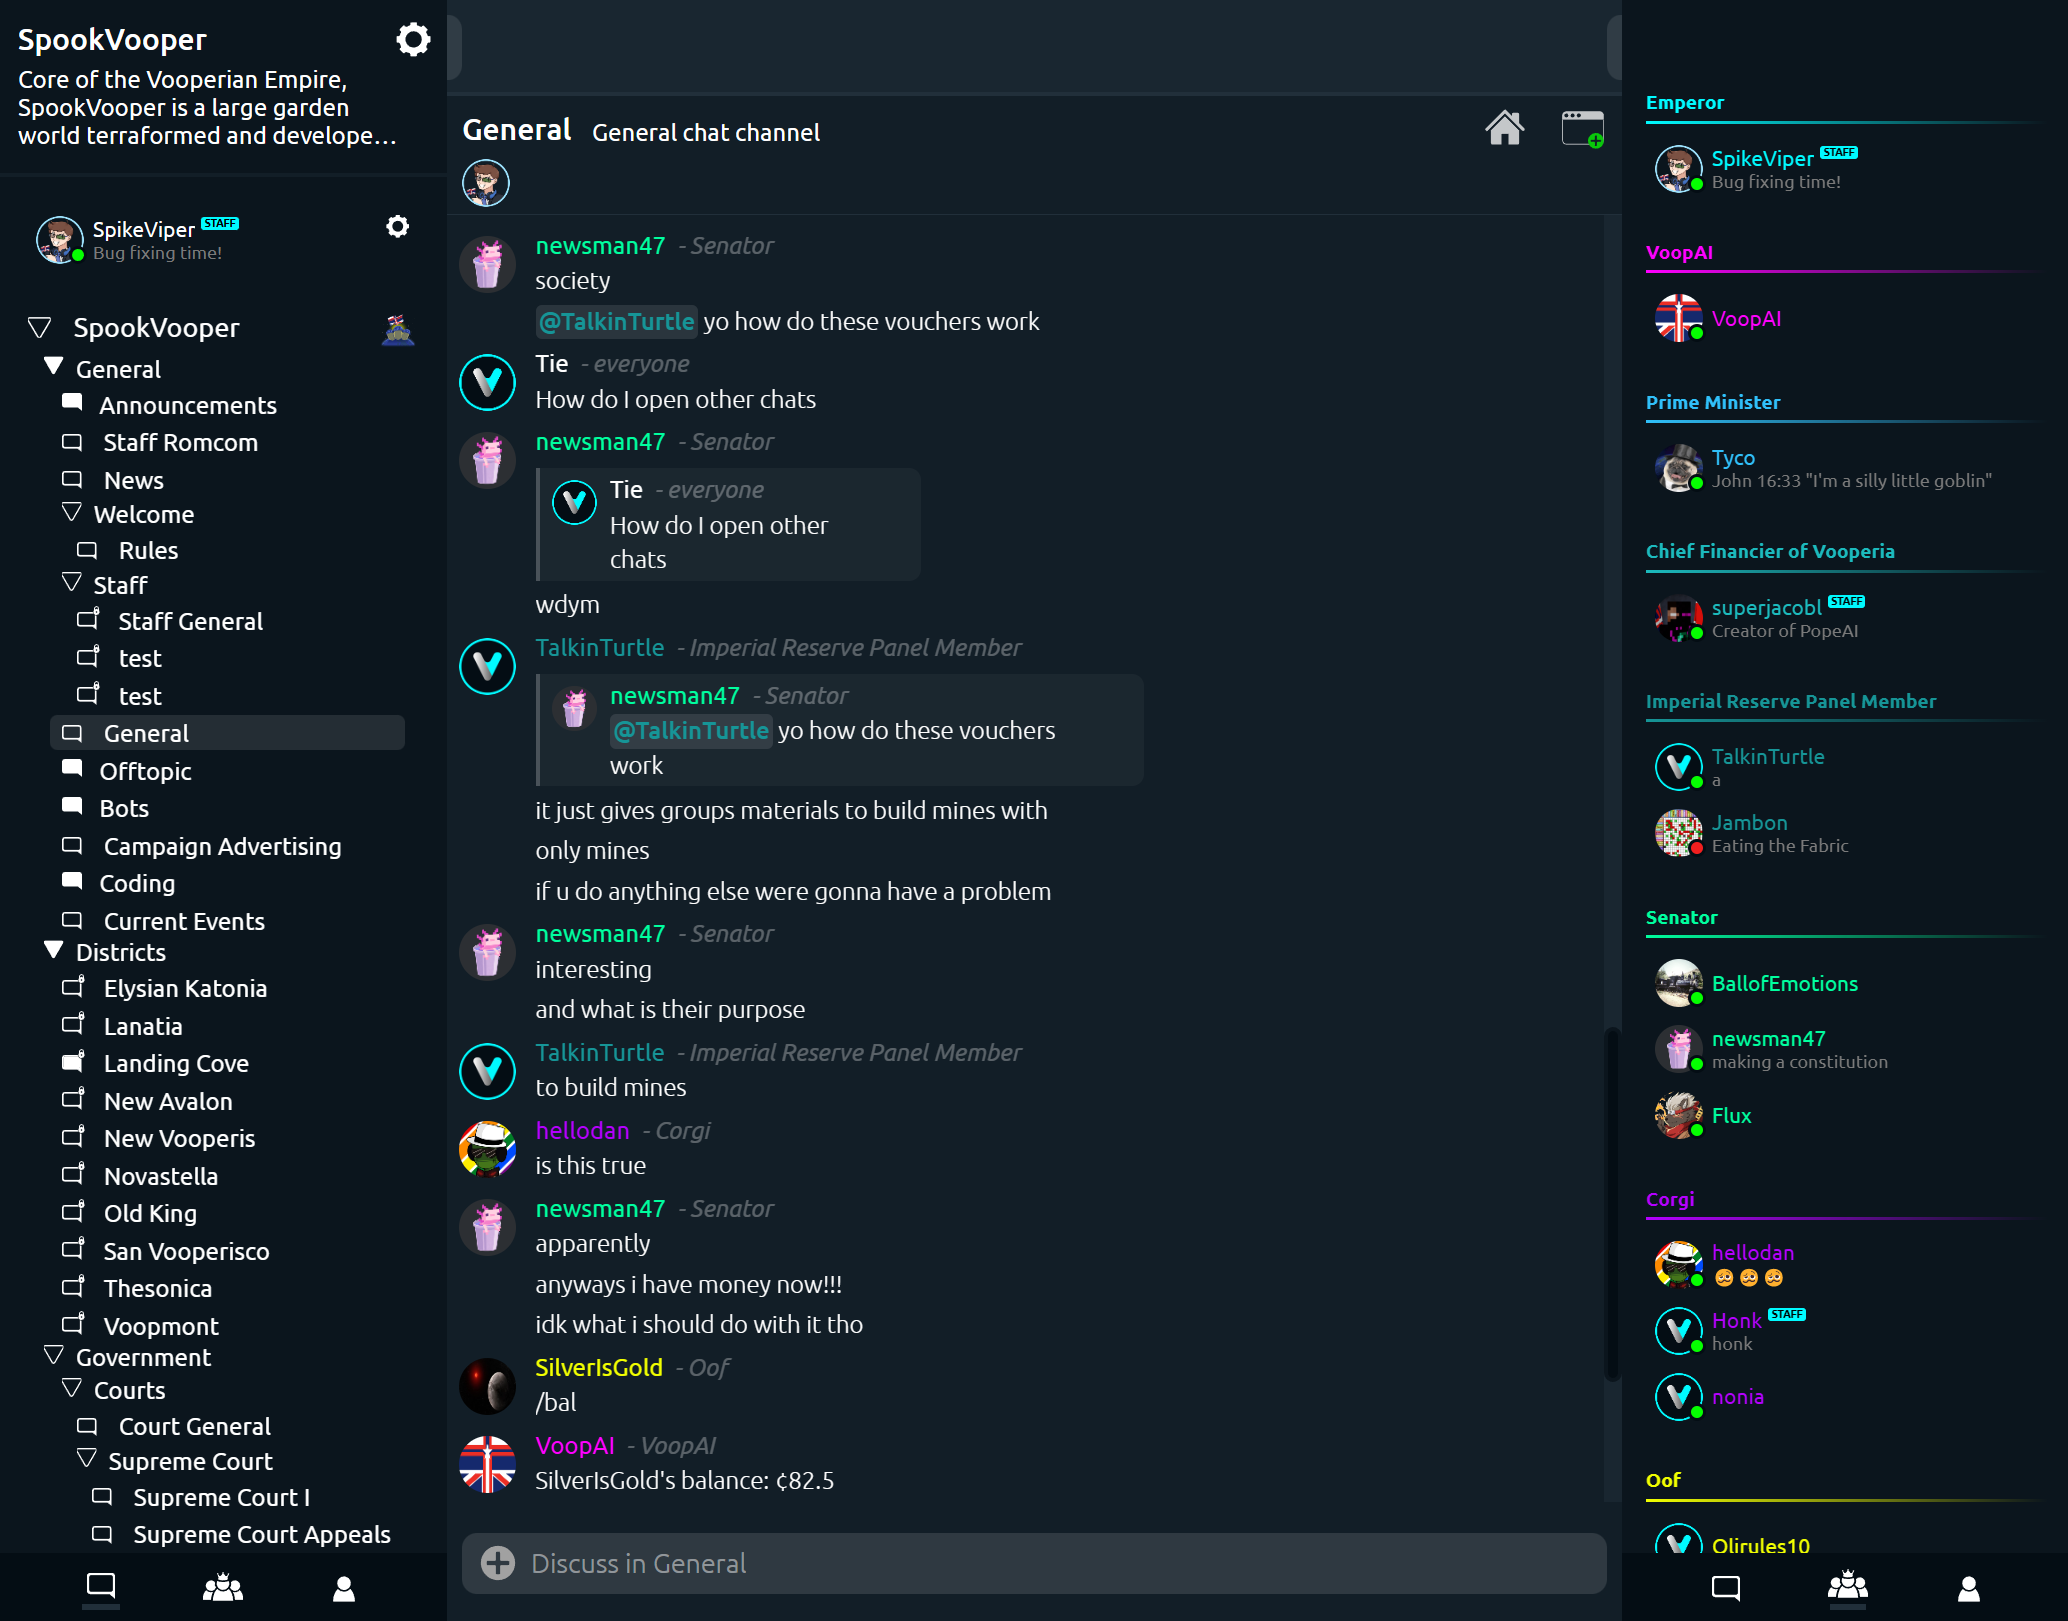 SpookVooper
Core of the Vooperian Empire,
SpookVooper is a large garden
world terraformed and develope...
SpikeViper STAFF
Bug fixing time!
SpookVooper
General
Announcements
Staff Romcom
News
Welcome
Rules
Staff
Staff General
test
test
General
Offtopic
Bots
Campaign Advertising
Coding
Current Events
Districts
Elysian Katonia
Lanatia
Landing Cove
New Avalon
New Vooperis
Novastella
Old King
San Vooperisco
Thesonica
Voopmont
Government
Courts
Court General
Supreme Court
Supreme Court I
Supreme Court Appeals
General General chat channel
newsman47 - Senator
society
@TalkinTurtle yo how do these vouchers work
Tie - everyone
How do I open other chats
newsman47 - Senator
Tie - everyone
How do I open other
chats
wdym
TalkinTurtle - Imperial Reserve Panel Member
newsman47 - Senator
@TalkinTurtle yo how do these vouchers
work
it just gives groups materials to build mines with
only mines
if u do anything else were gonna have a problem
newsman47 - Senator
interesting
and what is their purpose
TalkinTurtle - Imperial Reserve Panel Member
to build mines
hellodan - Corgi
is this true
newsman47 - Senator
apparently
anyways i have money now!!!
idk what i should do with it tho
SilverIsGold - Oof
/bal
VoopAI - VoopAI
SilverIsGold's balance: ¢82.5
Discuss in General
Emperor
SpikeViper STAFF
Bug fixing time!
VoopAI
VoopAI
Prime Minister
Tyco
John 16:33 "I'm a silly little goblin"
Chief Financier of Vooperia
superjacobl STAFF
Creator of PopeAI
Imperial Reserve Panel Member
TalkinTurtle
a
Jambon
Eating the Fabric
Senator
BallofEmotions
newsman47
making a constitution
Flux
Corgi
hellodan
🥴🥴🥴
Honk STAFF
honk
nonia
Oof
Olirules10